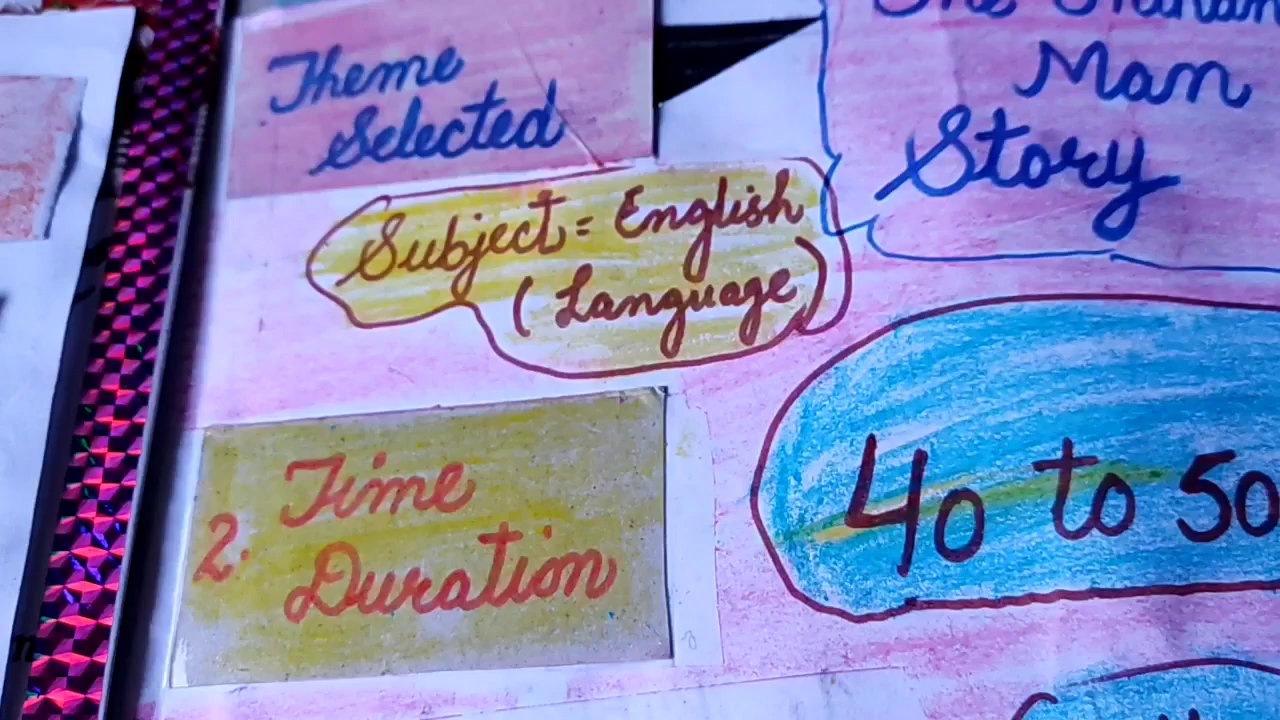 Theme
Selected
Man
Story
Subject = English
(Language)
2. Time
Duration
40 to 50